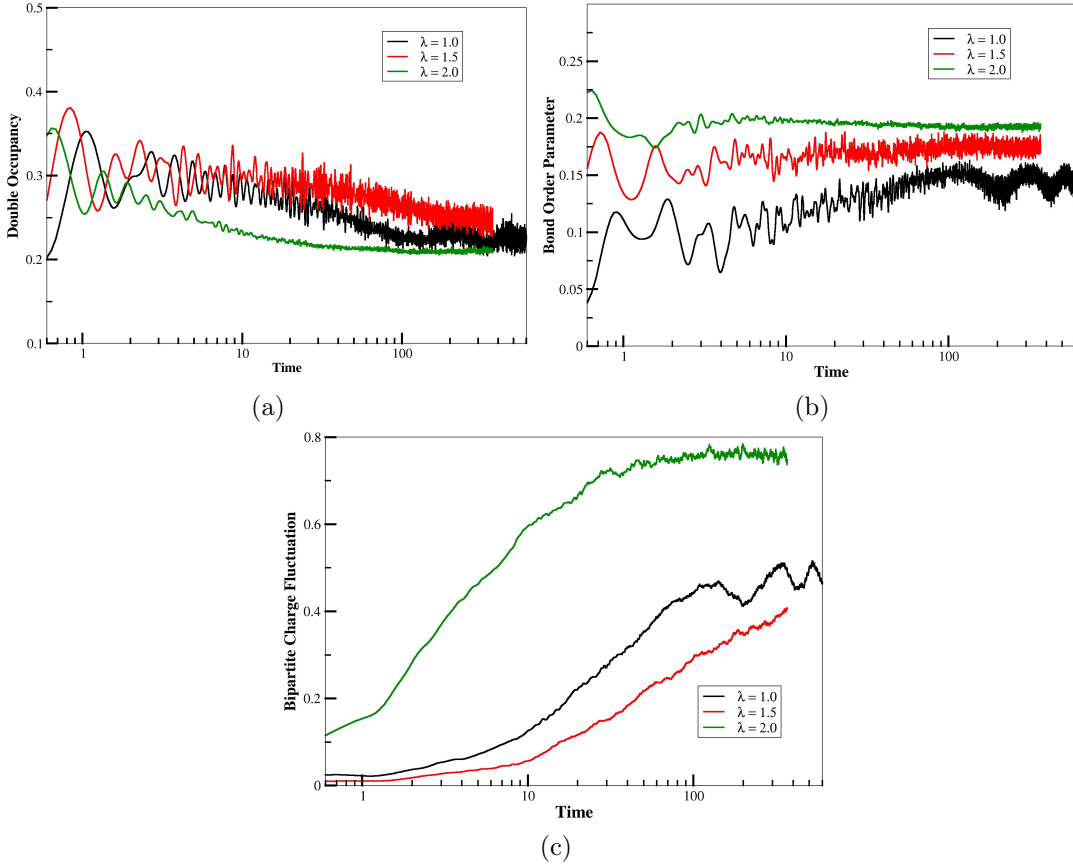 0.5
0.4
0.3
0.2
0.1
Double Occupancy
λ = 1.0
λ = 1.5
λ = 2.0
1
10
100
Time
(a)
0.25
0.2
0.15
0.1
0.05
0
Bond Order Parameter
λ = 1.0
λ = 1.5
λ = 2.0
1
10
100
Time
(b)
0.8
0.6
0.4
0.2
0
Bipartite Charge Fluctuation
λ = 1.0
λ = 1.5
λ = 2.0
1
10
100
Time
(c)